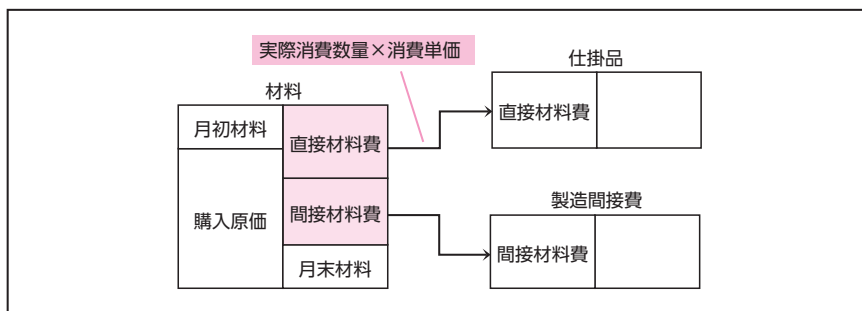 実際消費数量×消費単価
仕掛品
材料
月初材料
直接材料費
直接材料費
購入原価
間接材料費
製造間接費
間接材料費
月末材料